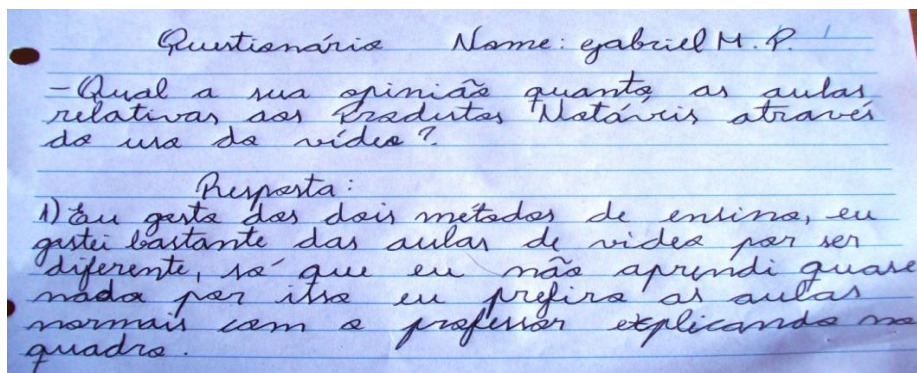 Questionário Nome: gabriel M. P.
-Qual a sua opinião quanto as aulas
relativas aos Produtos Notáveis através
do uso do vídeo?
Resposta:
1) Eu gosto dos dois métodos de ensino, eu
gostei bastante das aulas de video por ser
diferente, só que eu não aprendi quase
nada por isso eu prefiro as aulas
normais com o professor explicando no
quadro.